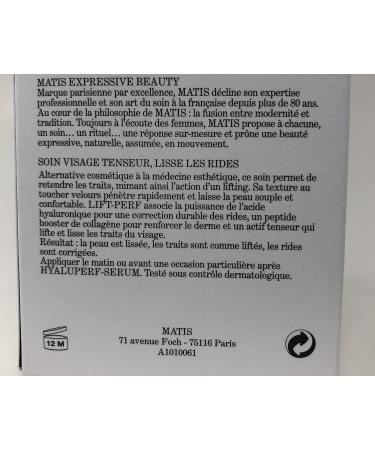 MATIS EXPRESSIVE BEAUTY
Marque parisienne par excellence, MATIS décline son expertise
professionnelle et son art du soin à la française depuis plus de 80 ans.
Au cœur de la philosophie de MATIS : la fusion entre modernité et
tradition. Toujours à l'écoute des femmes, MATIS propose à chacune,
un soin... un rituel... une réponse sur-mesure et prône une beauté
expressive, naturelle, assumée, en mouvement.
SOIN VISAGE TENSEUR, LISSE LES RIDES
Alternative cosmétique à la médecine esthétique, ce soin permet de
retendre les traits, mimant ainsi l'action d'un lifting. Sa texture au
toucher velours pénètre rapidement et laisse la peau souple et
confortable. LIFT-PERF associe la puissance de l'acide
hyaluronique pour une correction durable des rides, un peptide
booster de collagène pour renforcer le derme et un actif tenseur qui
lifte et lisse les traits du visage.
Résultat : la peau est lissée, les traits sont comme liftés, les rides
sont corrigées.
Appliquer le matin ou avant une occasion particulière après
HYALUPERF-SERUM. Testé sous contrôle dermatologique.
12 M
MATIS
71 avenue Foch - 75116 Paris
A1010061